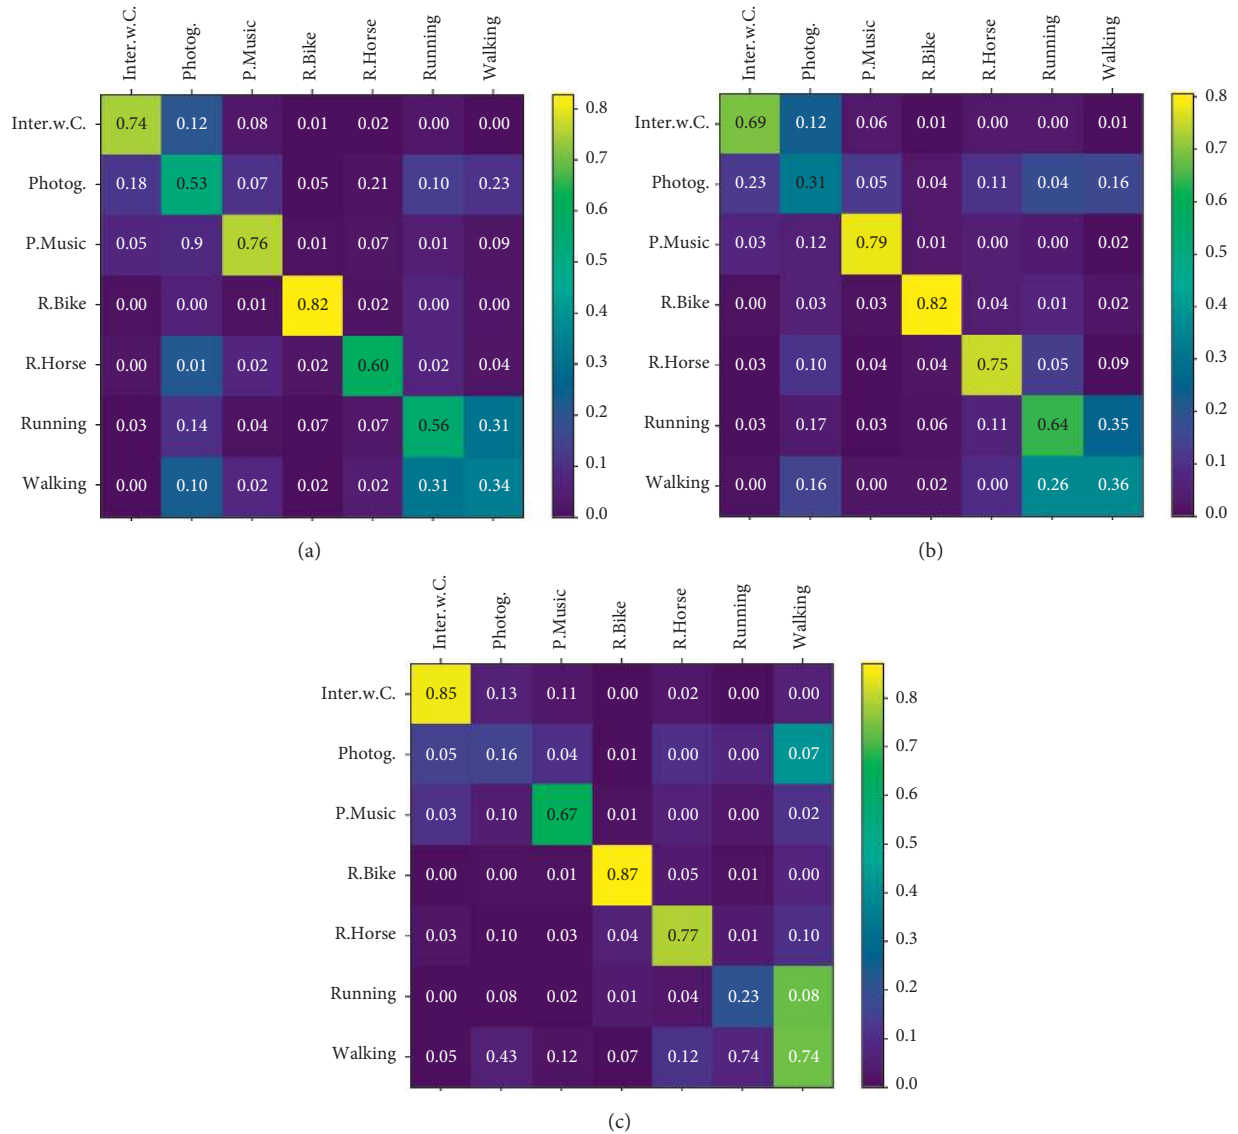 Inter.w.C. Photog. P.Music R.Bike R.Horse Running Walking
Inter.w.C. 0.74 0.12 0.08 0.01 0.02 0.00 0.00
Photog. 0.18 0.53 0.07 0.05 0.21 0.10 0.23
P.Music 0.05 0.9 0.76 0.01 0.07 0.01 0.09
R.Bike 0.00 0.00 0.01 0.82 0.02 0.00 0.00
R.Horse 0.00 0.01 0.02 0.02 0.60 0.02 0.04
Running 0.03 0.14 0.04 0.07 0.07 0.56 0.31
Walking 0.00 0.10 0.02 0.02 0.02 0.31 0.34
0.8
0.7
0.6
0.5
0.4
0.3
0.2
0.1
0.0
(a)
Inter.w.C. Photog. P.Music R.Bike R.Horse Running Walking
Inter.w.C. 0.69 0.12 0.06 0.01 0.00 0.00 0.01
Photog. 0.23 0.31 0.05 0.04 0.11 0.04 0.16
P.Music 0.03 0.12 0.79 0.01 0.00 0.00 0.02
R.Bike 0.00 0.03 0.03 0.82 0.04 0.01 0.02
R.Horse 0.03 0.10 0.04 0.04 0.75 0.05 0.09
Running 0.03 0.17 0.03 0.06 0.11 0.64 0.35
Walking 0.00 0.16 0.00 0.02 0.00 0.26 0.36
0.8
0.7
0.6
0.5
0.4
0.3
0.2
0.1
0.0
(b)
Inter.w.C. Photog. P.Music R.Bike R.Horse Running Walking
Inter.w.C. 0.85 0.13 0.11 0.00 0.02 0.00 0.00
Photog. 0.05 0.16 0.04 0.01 0.00 0.00 0.07
P.Music 0.03 0.10 0.67 0.01 0.00 0.00 0.02
R.Bike 0.00 0.00 0.01 0.87 0.05 0.01 0.00
R.Horse 0.03 0.10 0.03 0.04 0.77 0.01 0.10
Running 0.00 0.08 0.02 0.01 0.04 0.23 0.08
Walking 0.05 0.43 0.12 0.07 0.12 0.74 0.74
0.8
0.7
0.6
0.5
0.4
0.3
0.2
0.1
0.0
(c)